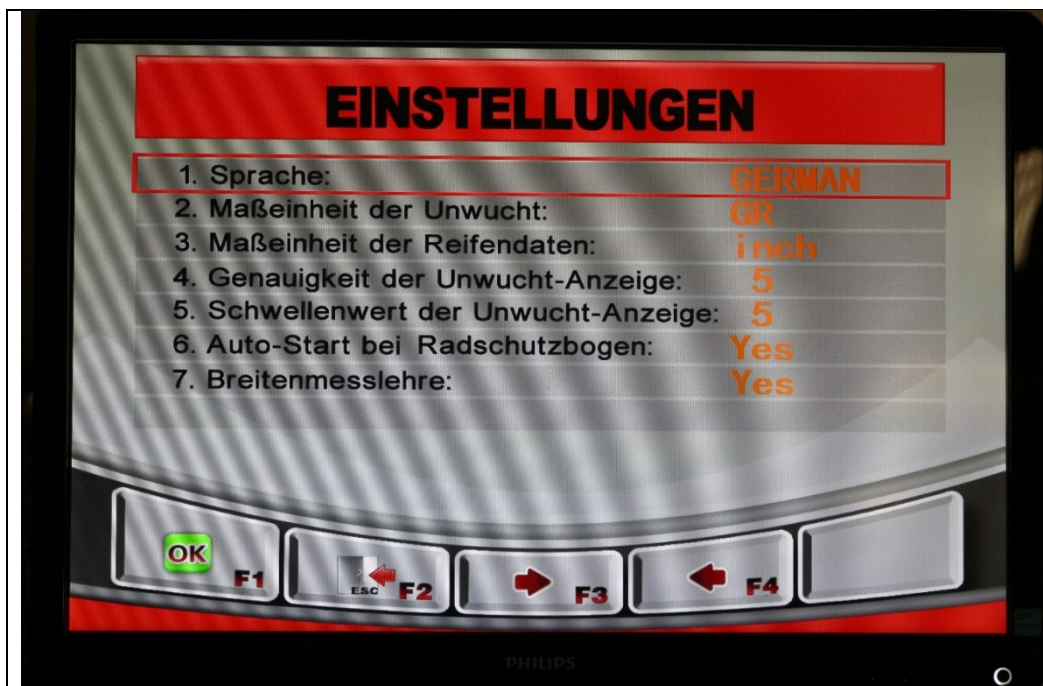 EINSTELLUNGEN
1. Sprache: GERMAN
2. Maßeinheit der Unwucht: GR
3. Maßeinheit der Reifendaten: inch
4. Genauigkeit der Unwucht-Anzeige: 5
5. Schwellenwert der Unwucht-Anzeige: 5
6. Auto-Start bei Radschutzbogen: Yes
7. Breitenmesslehre: Yes
OK F1
ESC F2
F3
F4
PHILIPS